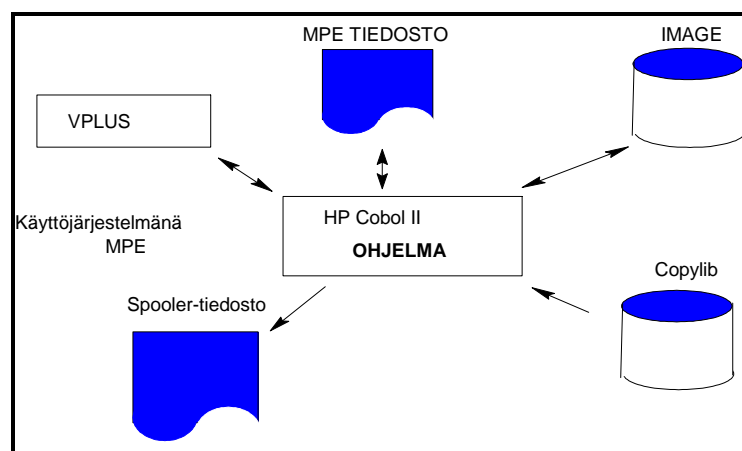 MPE TIEDOSTO
IMAGE
VPLUS
HP Cobol II
OHJELMA
Käyttöjärjestelmänä
MPE
Copylib
Spooler-tiedosto